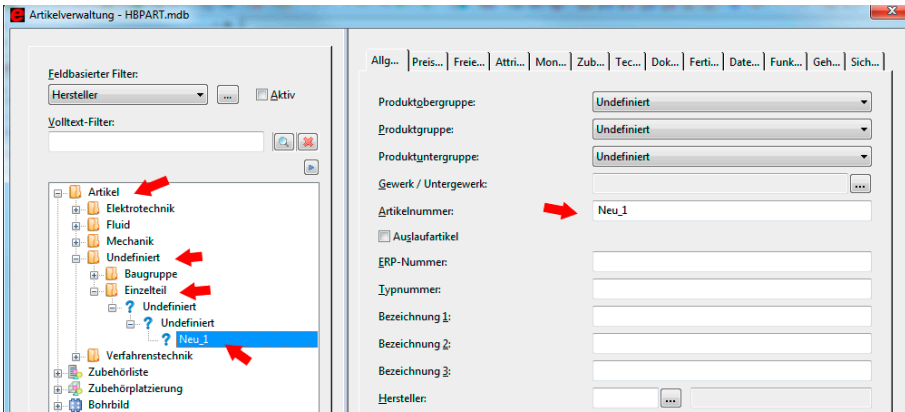 Artikelverwaltung - HBPART.mdb
Feldbasierter Filter:
Hersteller
...
Aktiv
Volltext-Filter:
Artikel
Elektrotechnik
Fluid
Mechanik
Undefiniert
Baugruppe
Einzelteil
? Undefiniert
? Undefiniert
? Neu_1
Verfahrenstechnik
Zubehörliste
Zubehörplatzierung
Bohrbild
Allg... Preis... Freie... Attri... Mon... Zub... Tec... Dok... Ferti... Date... Funk... Geh... Sich...
Produktobergruppe: Undefiniert
Produktgruppe: Undefiniert
Produktuntergruppe: Undefiniert
Gewerk / Untergewerk: ...
Artikelnummer: Neu_1
Auslaufartikel
ERP-Nummer:
Typnummer:
Bezeichnung 1:
Bezeichnung 2:
Bezeichnung 3:
Hersteller: ...